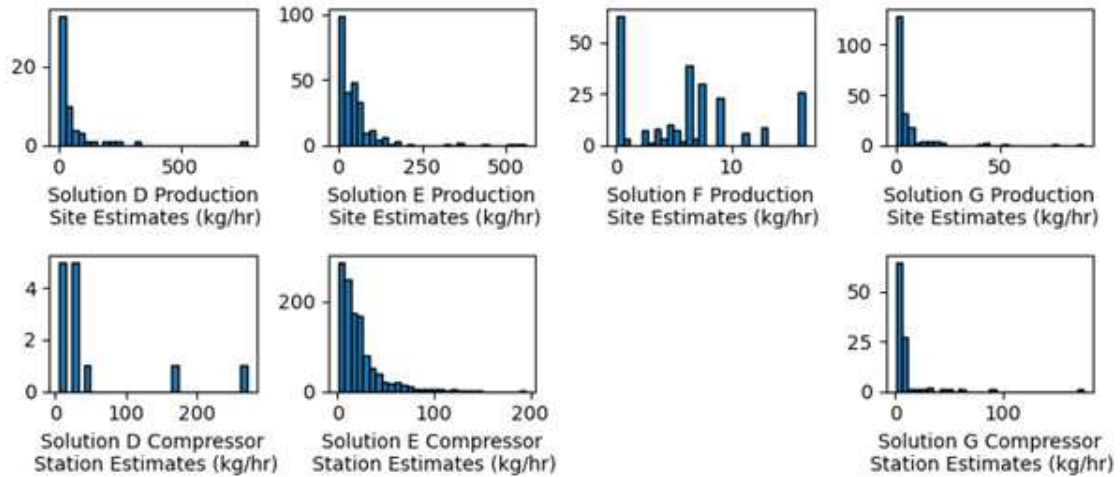 20
0
0
500
Solution D Production
Site Estimates (kg/hr)
100
50
0
0
250
500
Solution E Production
Site Estimates (kg/hr)
50
25
0
0
10
Solution F Production
Site Estimates (kg/hr)
100
50
0
0
50
Solution G Production
Site Estimates (kg/hr)
4
2
0
0
100
200
Solution D Compressor
Station Estimates (kg/hr)
200
0
0
100
200
Solution E Compressor
Station Estimates (kg/hr)
50
25
0
0
100
Solution G Compressor
Station Estimates (kg/hr)